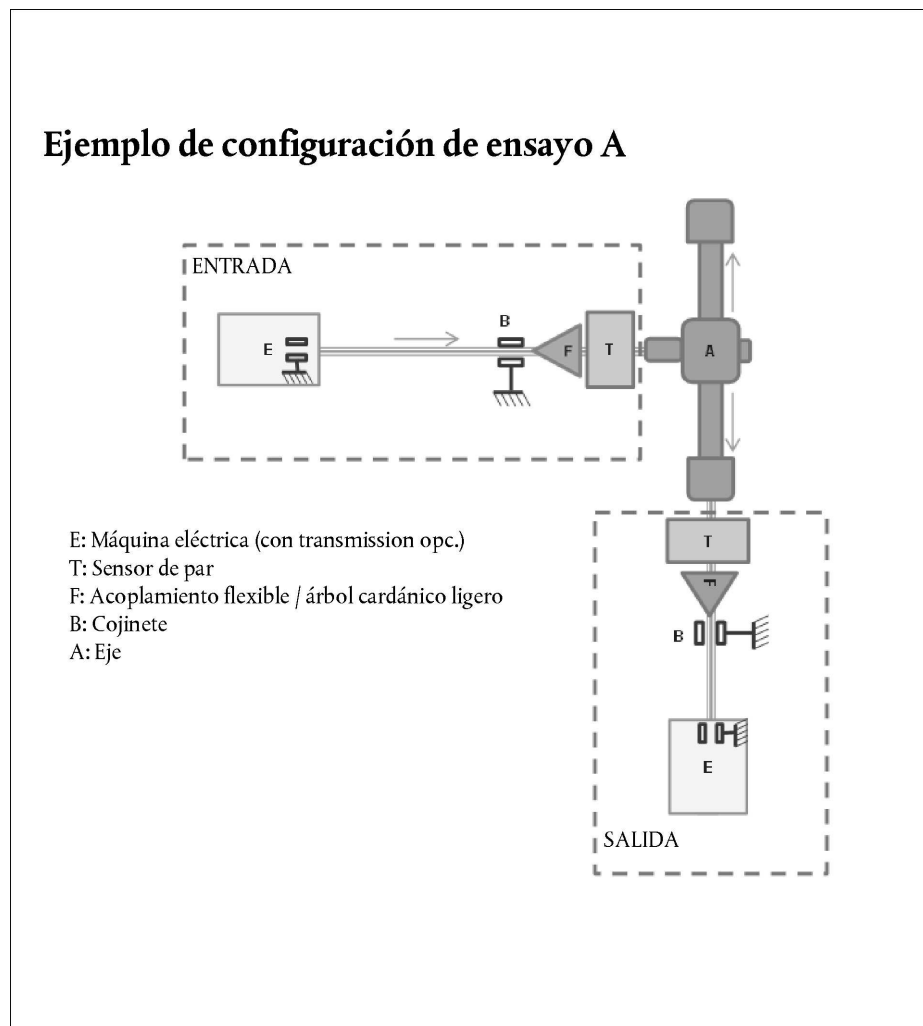 Ejemplo de configuración de ensayo A
ENTRADA
E
B
F
T
A
E: Máquina eléctrica (con transmission opc.)
T: Sensor de par
F: Acoplamiento flexible / árbol cardánico ligero
B: Cojinete
A: Eje
T
F
B
E
SALIDA